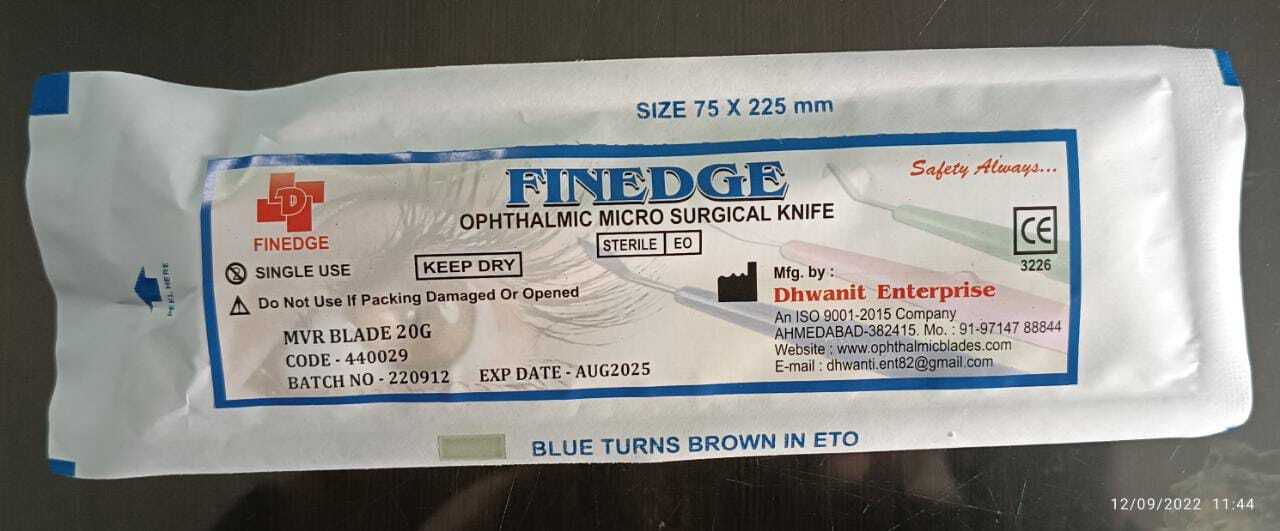 SIZE 75 X 225 mm
FINEDGE
Safety Always...
OPHTHALMIC MICRO SURGICAL KNIFE
D
FINEDGE
STERILE EO
CE
3226
SINGLE USE
KEEP DRY
Do Not Use If Packing Damaged Or Opened
Mfg. by :
Dhwanit Enterprise
An ISO 9001-2015 Company
AHMEDABAD-382415. Mo. : 91-97147 88844
Website : www.ophthalmicblades.com
E-mail : dhwanti.ent82@gmail.com
MVR BLADE 20G
CODE - 440029
BATCH NO - 220912 EXP DATE - AUG2025
PEEL HERE
BLUE TURNS BROWN IN ETO
12/09/2022 11:44